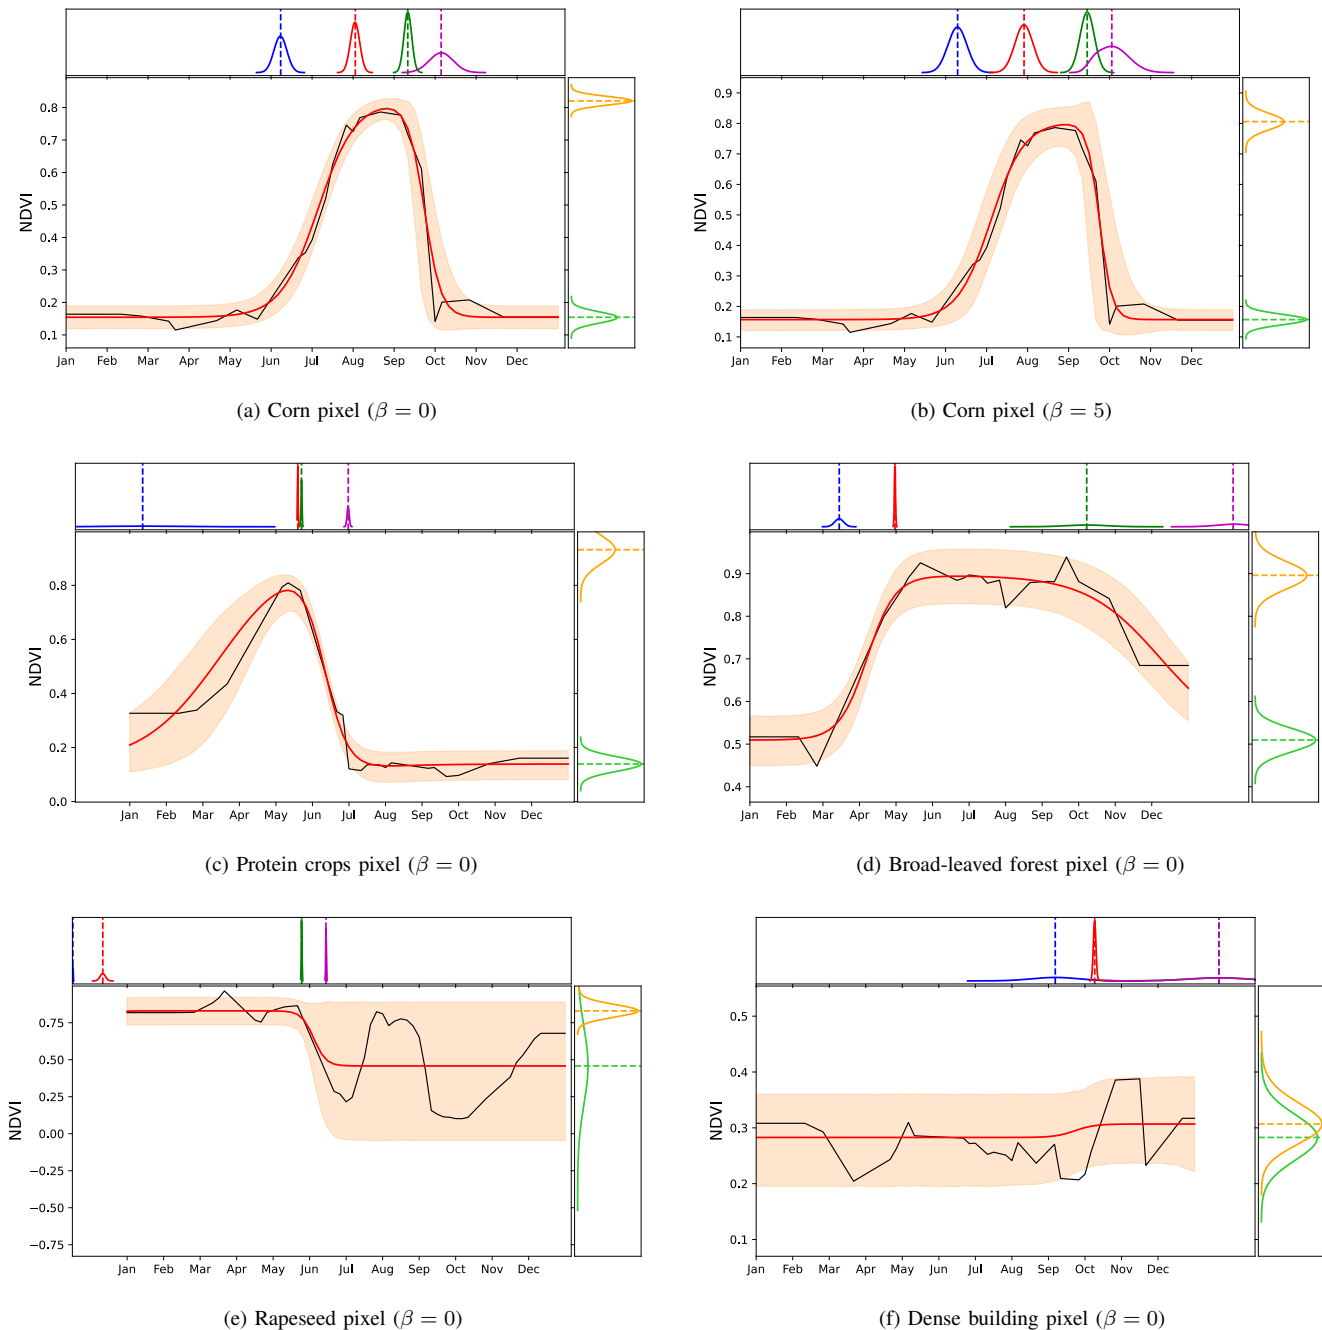 NDVI
0.8
0.7
0.6
0.5
0.4
0.3
0.2
0.1
Jan Feb Mar Apr May Jun Jul Aug Sep Oct Nov Dec
(a) Corn pixel (β = 0)
NDVI
0.9
0.8
0.7
0.6
0.5
0.4
0.3
0.2
0.1
Jan Feb Mar Apr May Jun Jul Aug Sep Oct Nov Dec
(b) Corn pixel (β = 5)
NDVI
0.8
0.6
0.4
0.2
0.0
Jan Feb Mar Apr May Jun Jul Aug Sep Oct Nov Dec
(c) Protein crops pixel (β = 0)
NDVI
0.9
0.8
0.7
0.6
0.5
0.4
Jan Feb Mar Apr May Jun Jul Aug Sep Oct Nov Dec
(d) Broad-leaved forest pixel (β = 0)
NDVI
0.75
0.50
0.25
0.00
−0.25
−0.50
−0.75
Jan Feb Mar Apr May Jun Jul Aug Sep Oct Nov Dec
(e) Rapeseed pixel (β = 0)
NDVI
0.5
0.4
0.3
0.2
0.1
Jan Feb Mar Apr May Jun Jul Aug Sep Oct Nov Dec
(f) Dense building pixel (β = 0)